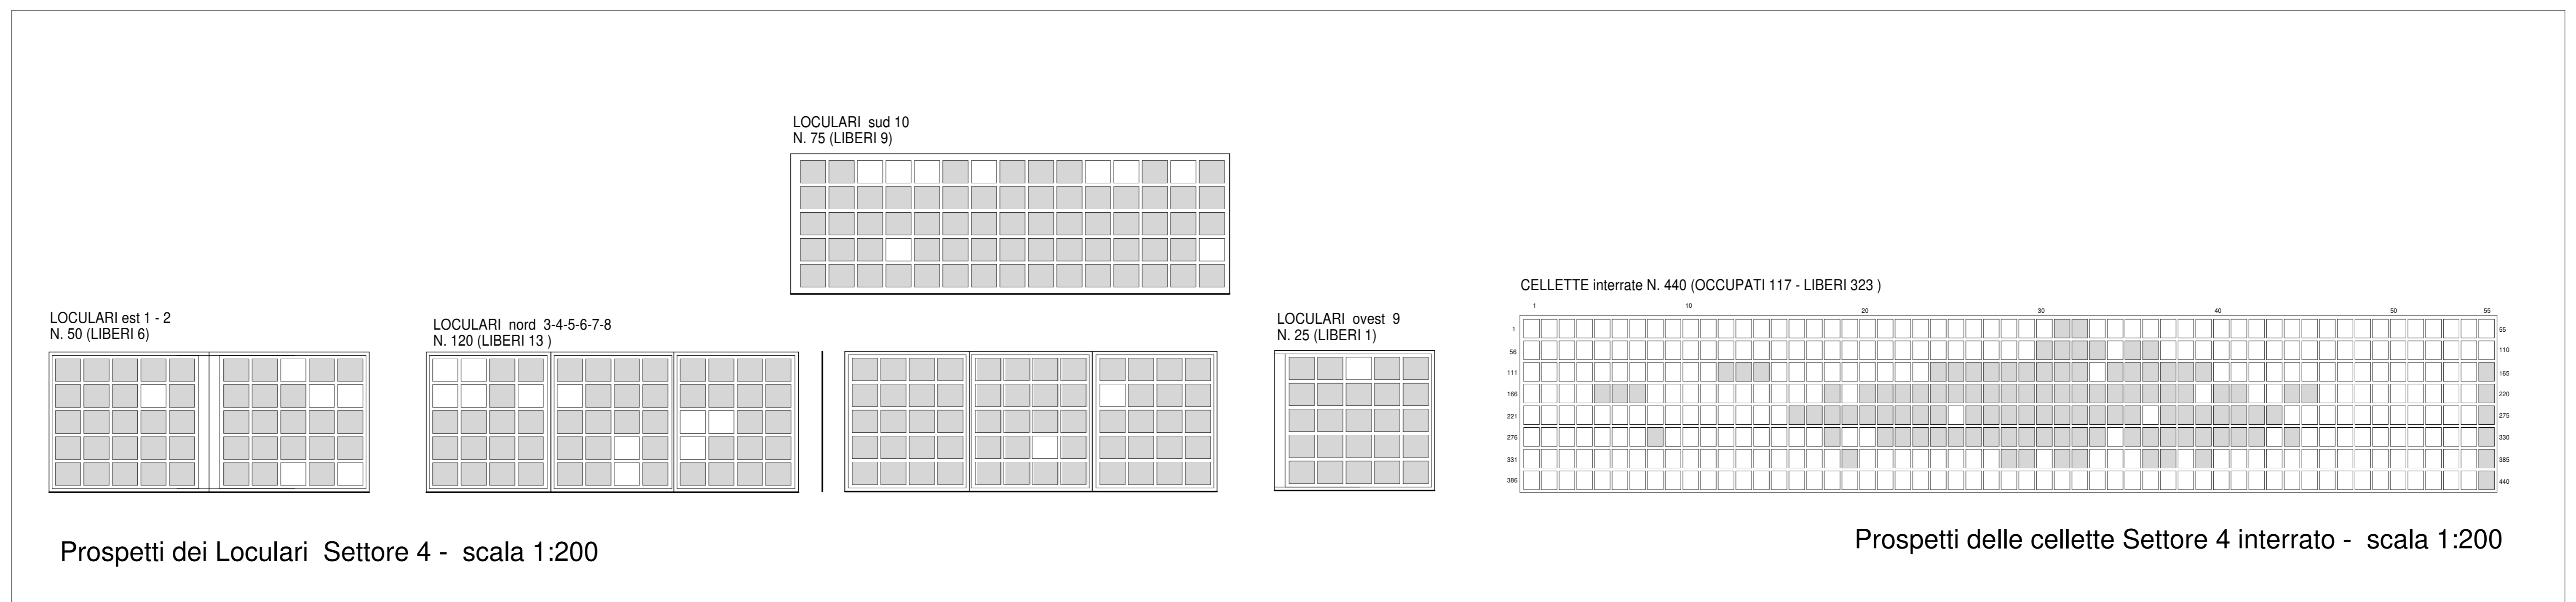 LOCULARI  sud 10
N. 75 (LIBERI 9)
LOCULARI est 1 - 2
N. 50 (LIBERI 6)
LOCULARI  nord  3-4-5-6-7-8
N. 120 (LIBERI 13 )
LOCULARI  ovest  9
N. 25 (LIBERI 1)
CELLETTE interrate N. 440 (OCCUPATI 117 - LIBERI 323 )
1 10 20 30 40 50 55
1 55
56 110
111 165
166 220
221 275
276 330
331 385
386 440
Prospetti dei Loculari  Settore 4 -  scala 1:200
Prospetti delle cellette Settore 4 interrato -  scala 1:200